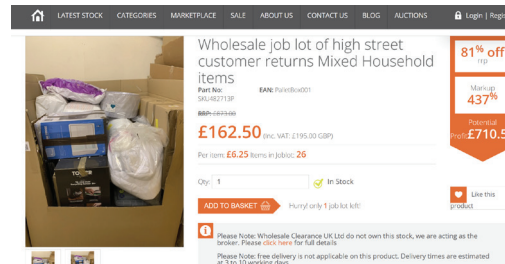 LATEST STOCK CATEGORIES MARKETPLACE SALE ABOUT US CONTACT US BLOG AUCTIONS Login | Regis
Wholesale job lot of high street
customer returns Mixed Household
items
Part No: EAN: PalletBox001
SKU482713P
RRP: £873.00
£162.50 (inc. VAT: £195.00 GBP)
Per item: £6.25 Items in Joblot: 26
Qty: 1 In Stock
ADD TO BASKET Hurry! only 1 job lot left!
Please Note: Wholesale Clearance UK Ltd do not own this stock, we are acting as the
broker. Please click here for full details
Please Note: free delivery is not applicable on this product. Delivery times are estimated
at 3 to 10 working days
81% off
rrp
Markup
437%
Potential
Profit £710.5
Like this
product